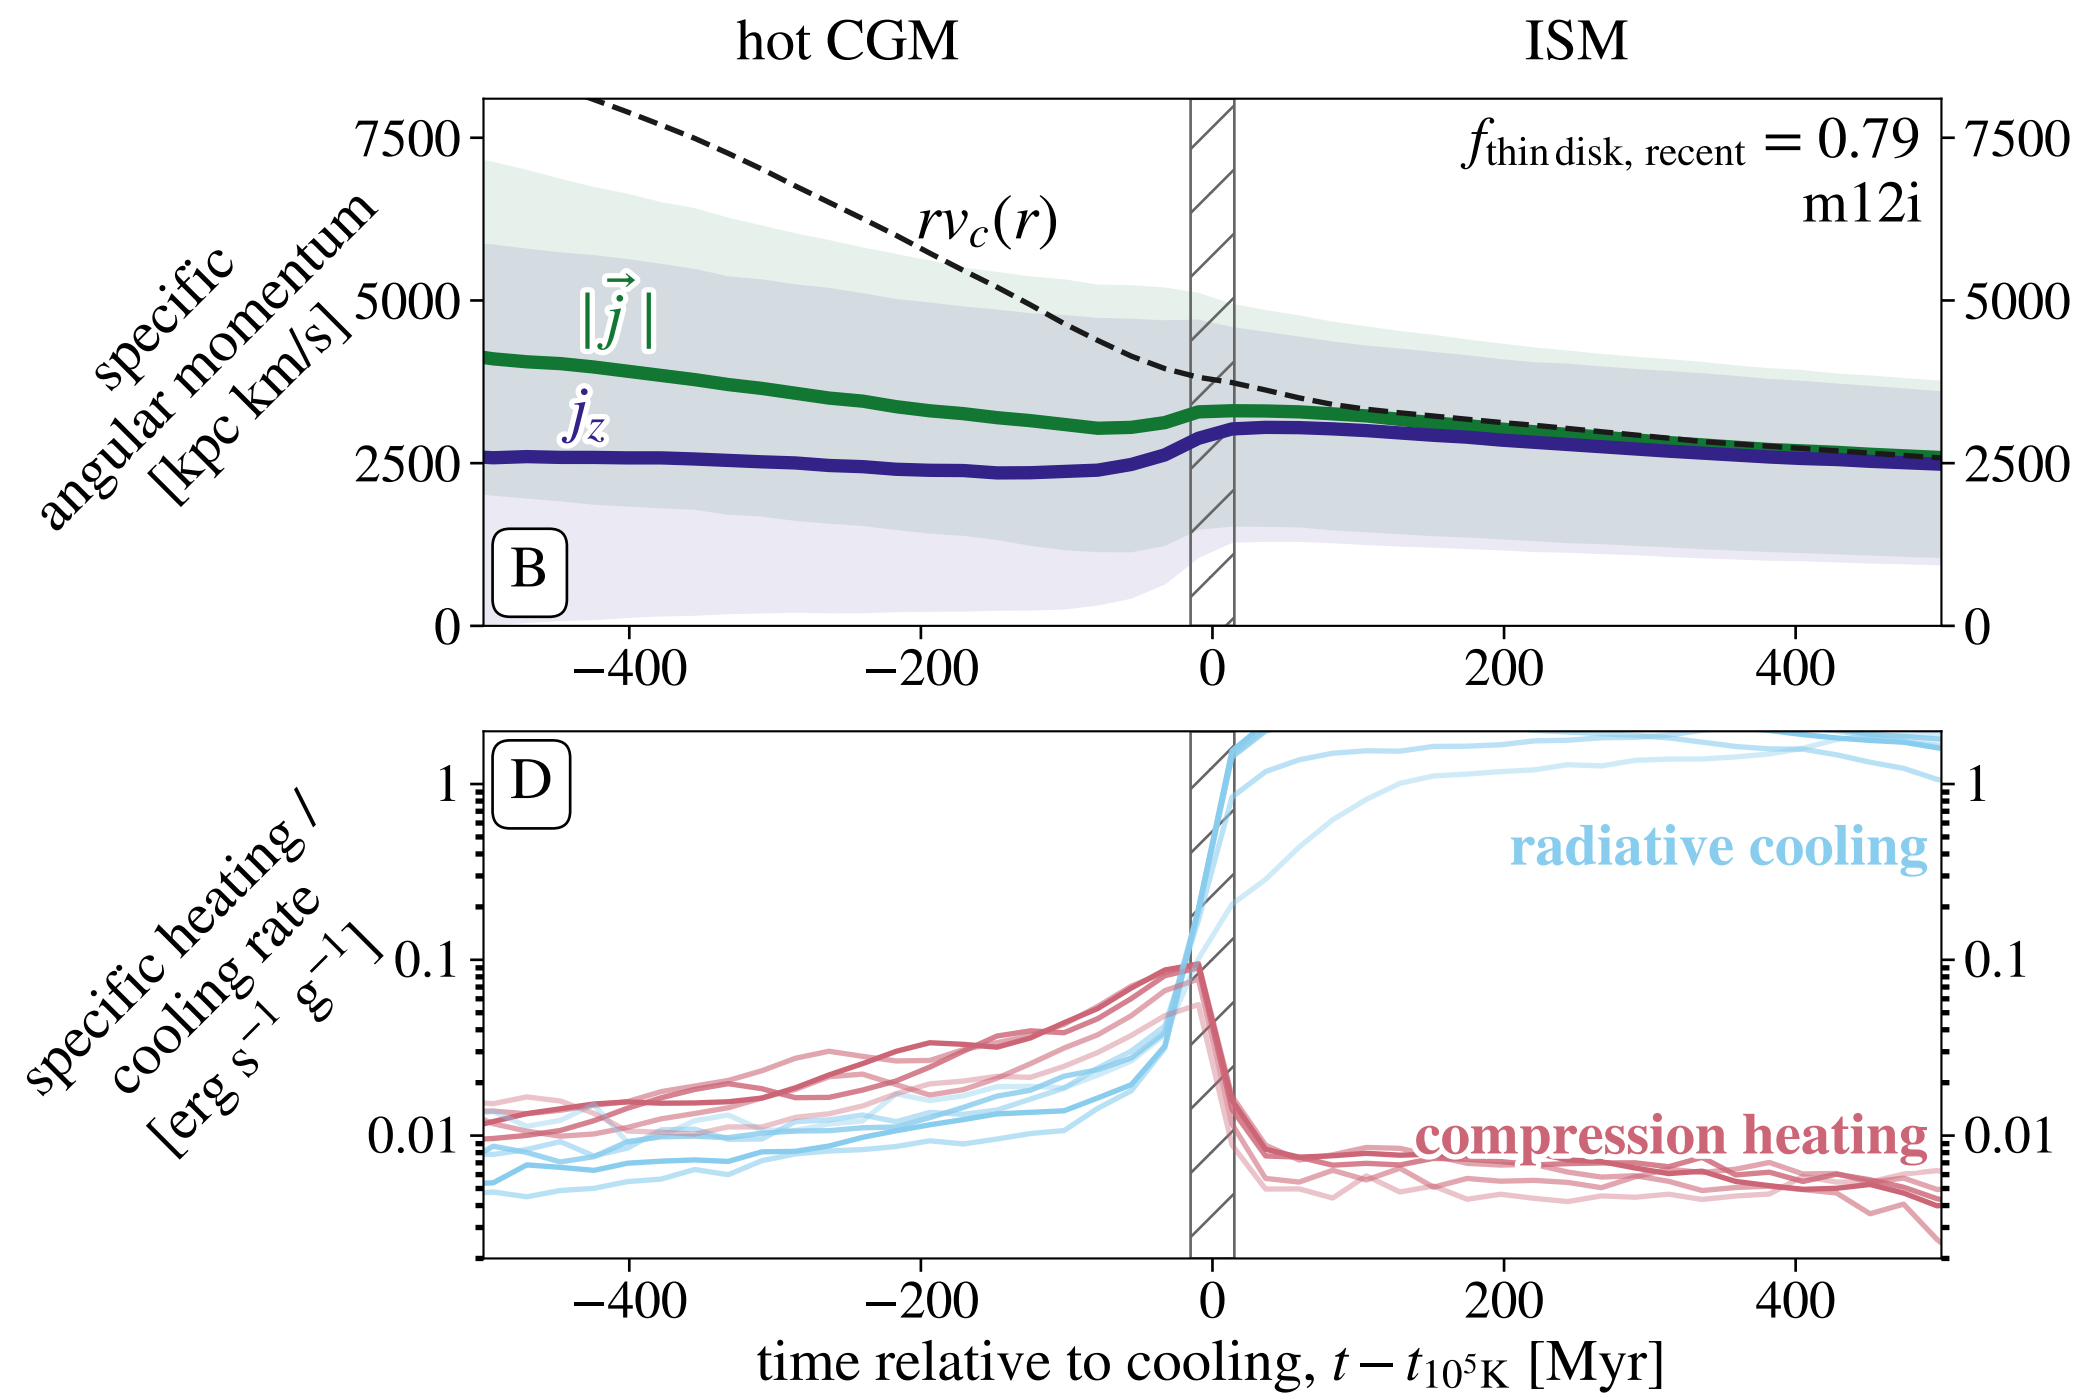 hot CGM ISM
7500 7500
f_thin disk, recent = 0.79
m12i
rv_c(r)
5000 5000
|j⃗|
j_z
2500 2500
B
0 0
−400 −200 0 200 400
specific
angular momentum
[kpc km/s]
D
1 1
radiative cooling
0.1 0.1
compression heating
0.01 0.01
−400 −200 0 200 400
specific heating /
cooling rate
[erg s⁻¹ g⁻¹]
time relative to cooling, t − t_10⁵K [Myr]